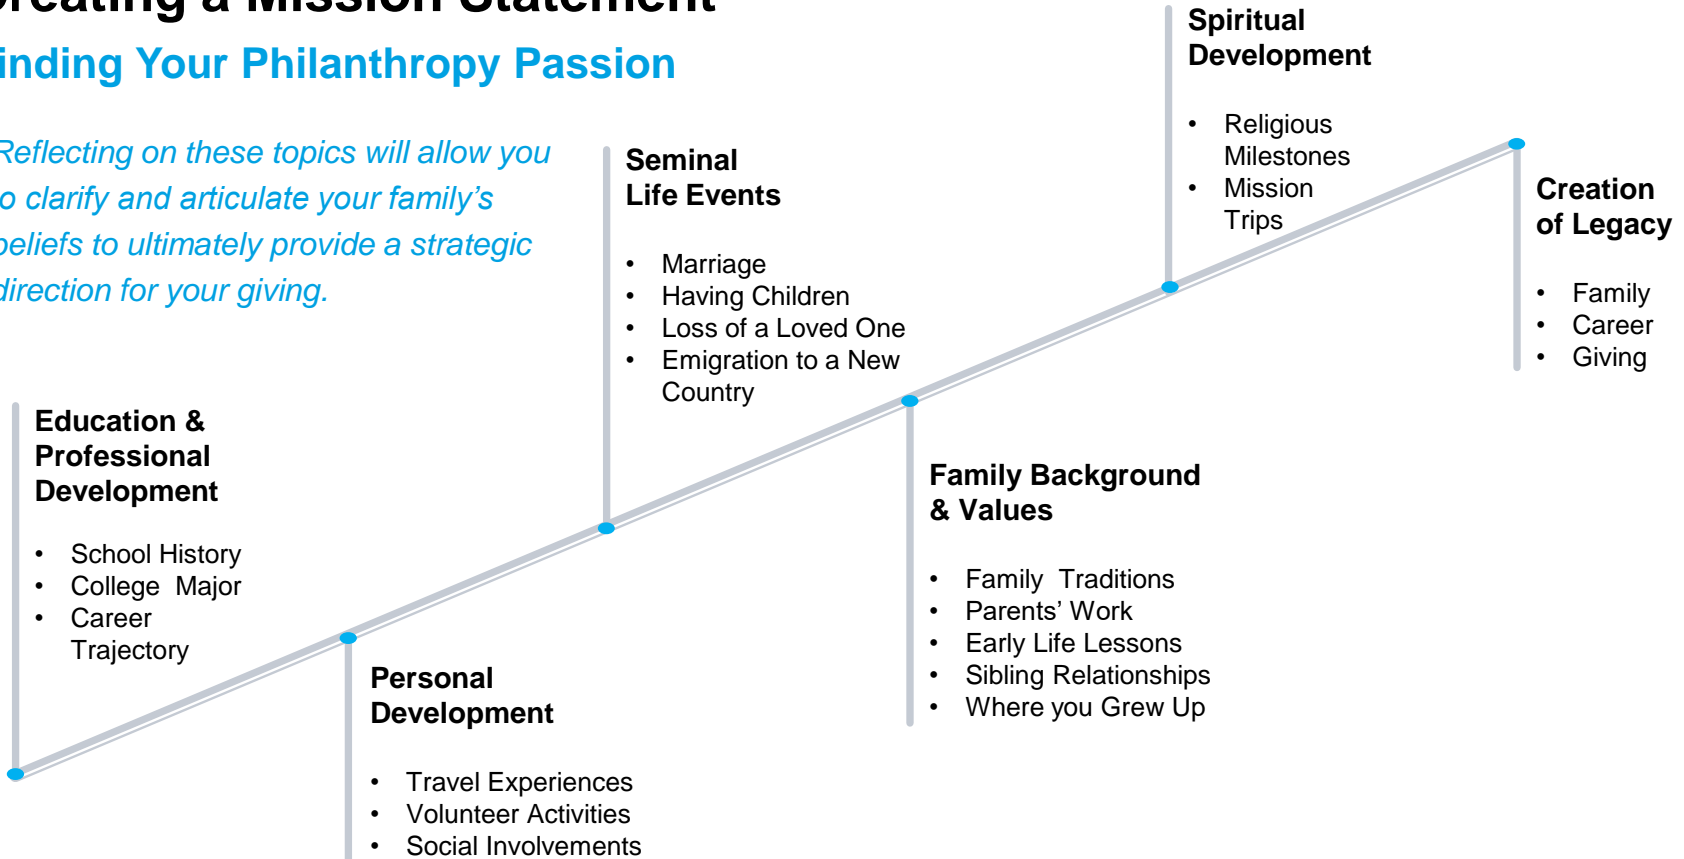 reating a Mission Statement
inding Your Philanthropy Passion
Reflecting on these topics will allow you
o clarify and articulate your family’s
beliefs to ultimately provide a strategic
direction for your giving.
Education &
Professional
Development
• School History
• College Major
• Career
Trajectory
Personal
Development
• Travel Experiences
• Volunteer Activities
• Social Involvements
Seminal
Life Events
• Marriage
• Having Children
• Loss of a Loved One
• Emigration to a New
Country
Family Background
& Values
• Family Traditions
• Parents’ Work
• Early Life Lessons
• Sibling Relationships
• Where you Grew Up
Spiritual
Development
• Religious
Milestones
• Mission
Trips
Creation
of Legacy
• Family
• Career
• Giving